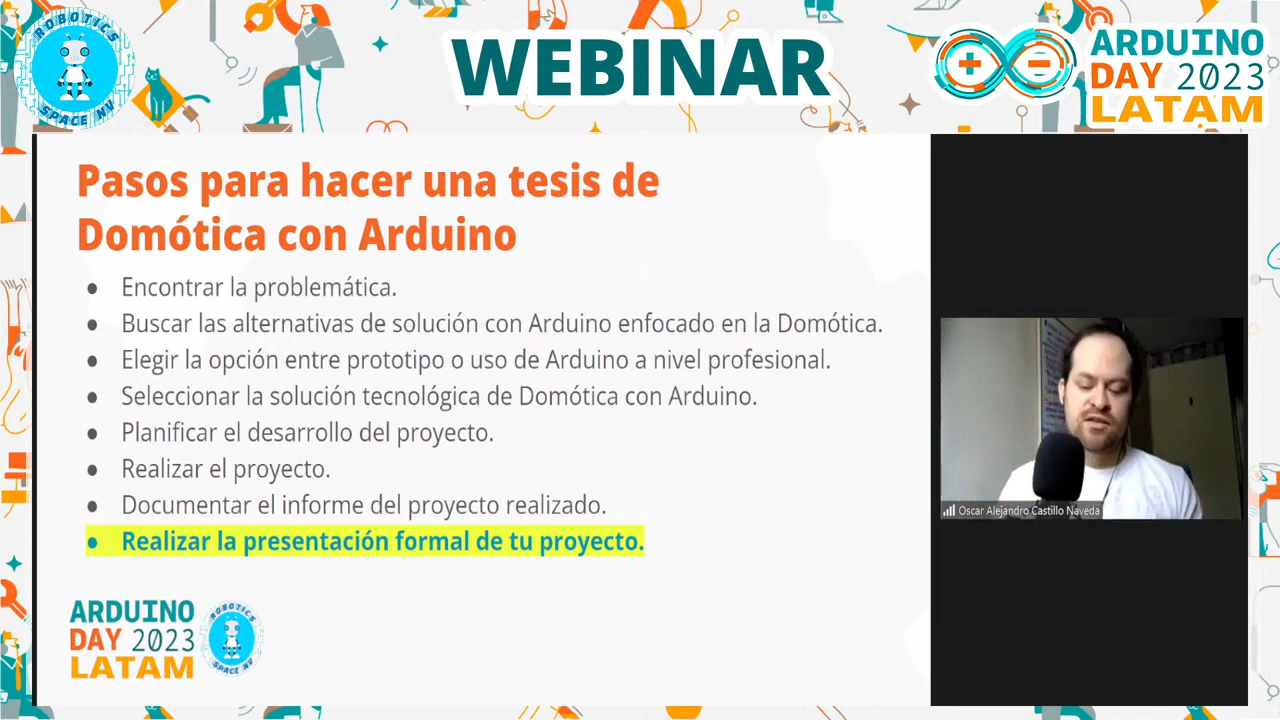 ROBOTICS
SPACE NV
WEBINAR
ARDUINO
DAY 2023
LATAM
Pasos para hacer una tesis de
Domótica con Arduino
● Encontrar la problemática.
● Buscar las alternativas de solución con Arduino enfocado en la Domótica.
● Elegir la opción entre prototipo o uso de Arduino a nivel profesional.
● Seleccionar la solución tecnológica de Domótica con Arduino.
● Planificar el desarrollo del proyecto.
● Realizar el proyecto.
● Documentar el informe del proyecto realizado.
● Realizar la presentación formal de tu proyecto.
Oscar Alejandro Castillo Naveda
ARDUINO
DAY 2023
LATAM
ROBOTICS
SPACE NV